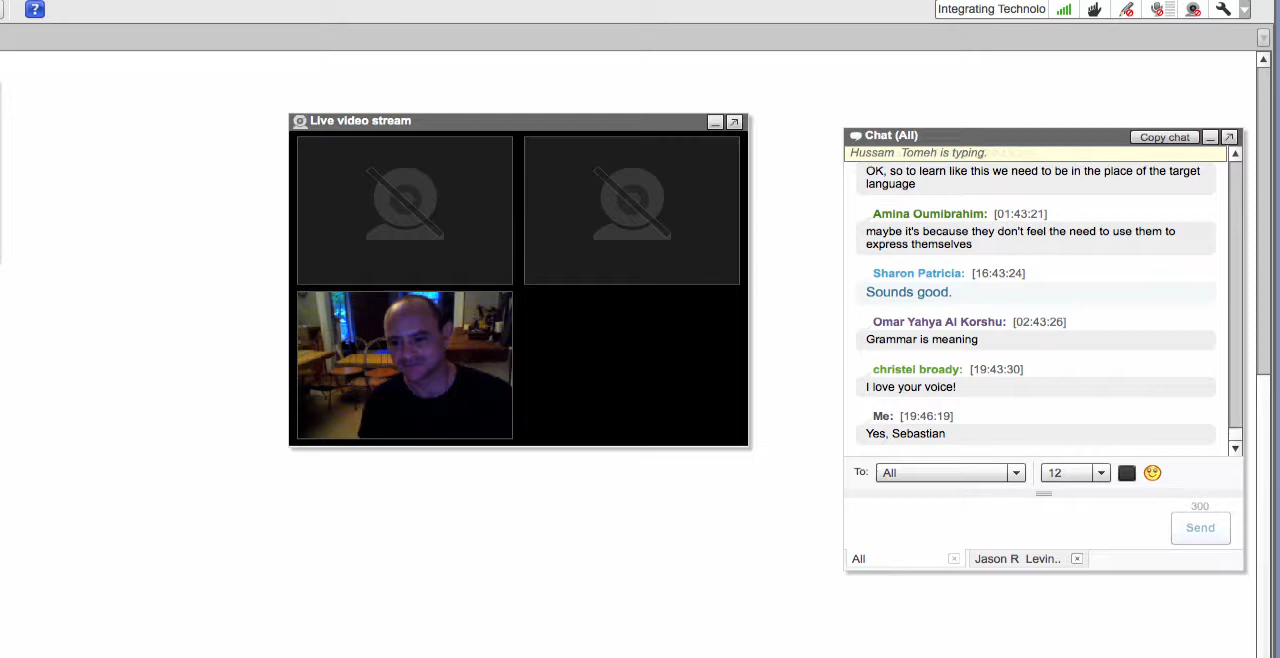 ?
Integrating Technolo
Live video stream
Chat (All)
Copy chat
Hussam Tomeh is typing.
OK, so to learn like this we need to be in the place of the target
language
Amina Oumibrahim: [01:43:21]
maybe it's because they don't feel the need to use them to
express themselves
Sharon Patricia: [16:43:24]
Sounds good.
Omar Yahya Al Korshu: [02:43:26]
Grammar is meaning
christel broady: [19:43:30]
I love your voice!
Me: [19:46:19]
Yes, Sebastian
To: All 12
300
Send
All
Jason R Levin..